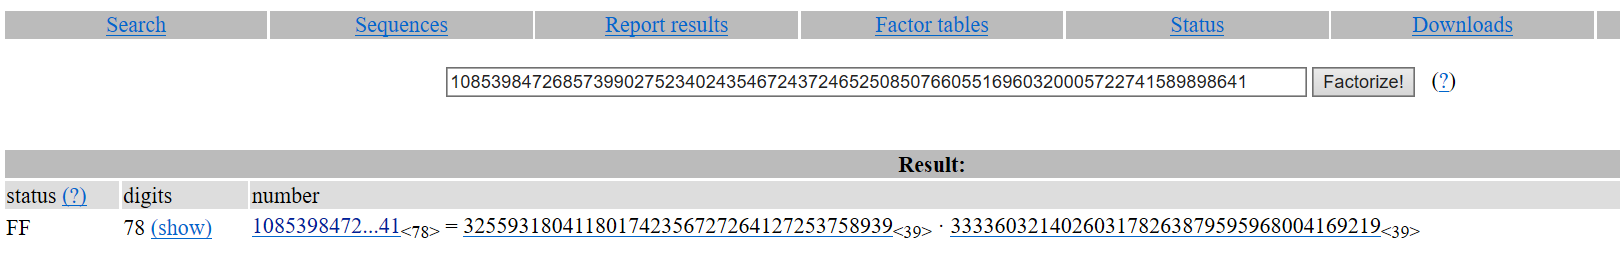 Search Sequences Report results Factor tables Status Downloads
108539847268573990275234024354672437246525085076605516960320005722741589898641 Factorize! (?)
Result:
status (?) digits number
FF 78 (show) 1085398472...41<78> = 325593180411801742356727264127253758939<39> · 333360321402603178263879595968004169219<39>